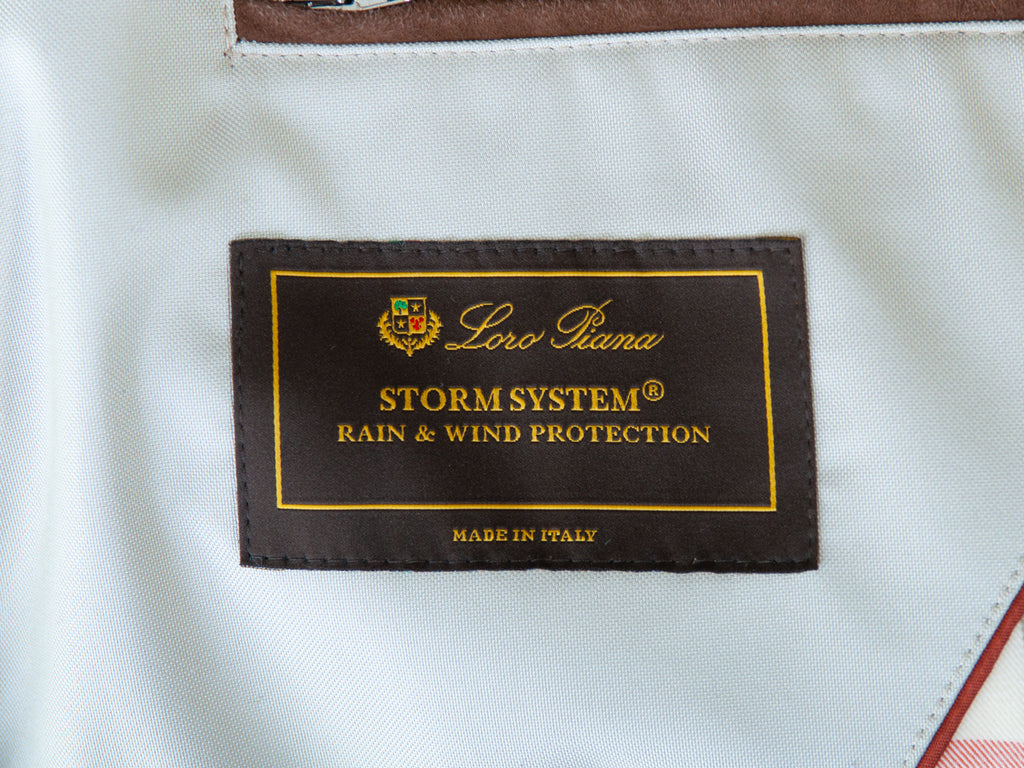 Loro Piana
STORM SYSTEM®
RAIN & WIND PROTECTION
MADE IN ITALY